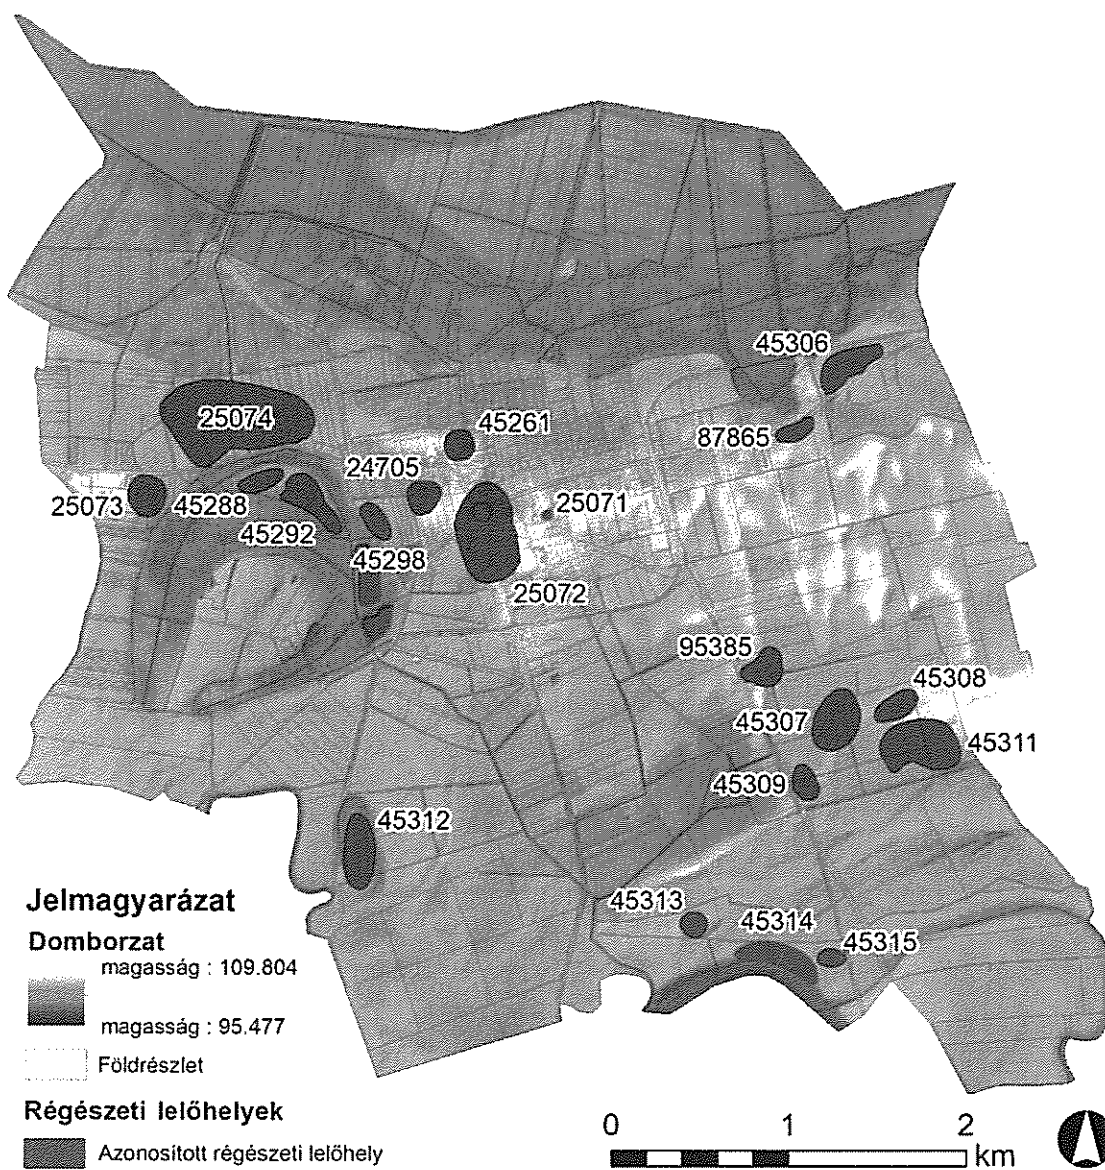 45306
25074
45261
87865
24705
25073
45288
25071
45292
45298
25072
95385
45308
45307
45311
45309
45312
45313
45314
45315
Jelmagyarázat
Domborzat
magasság : 109.804
magasság : 95.477
Földrészlet
Régészeti lelőhelyek
Azonosított régészeti lelőhely
0 1 2
km